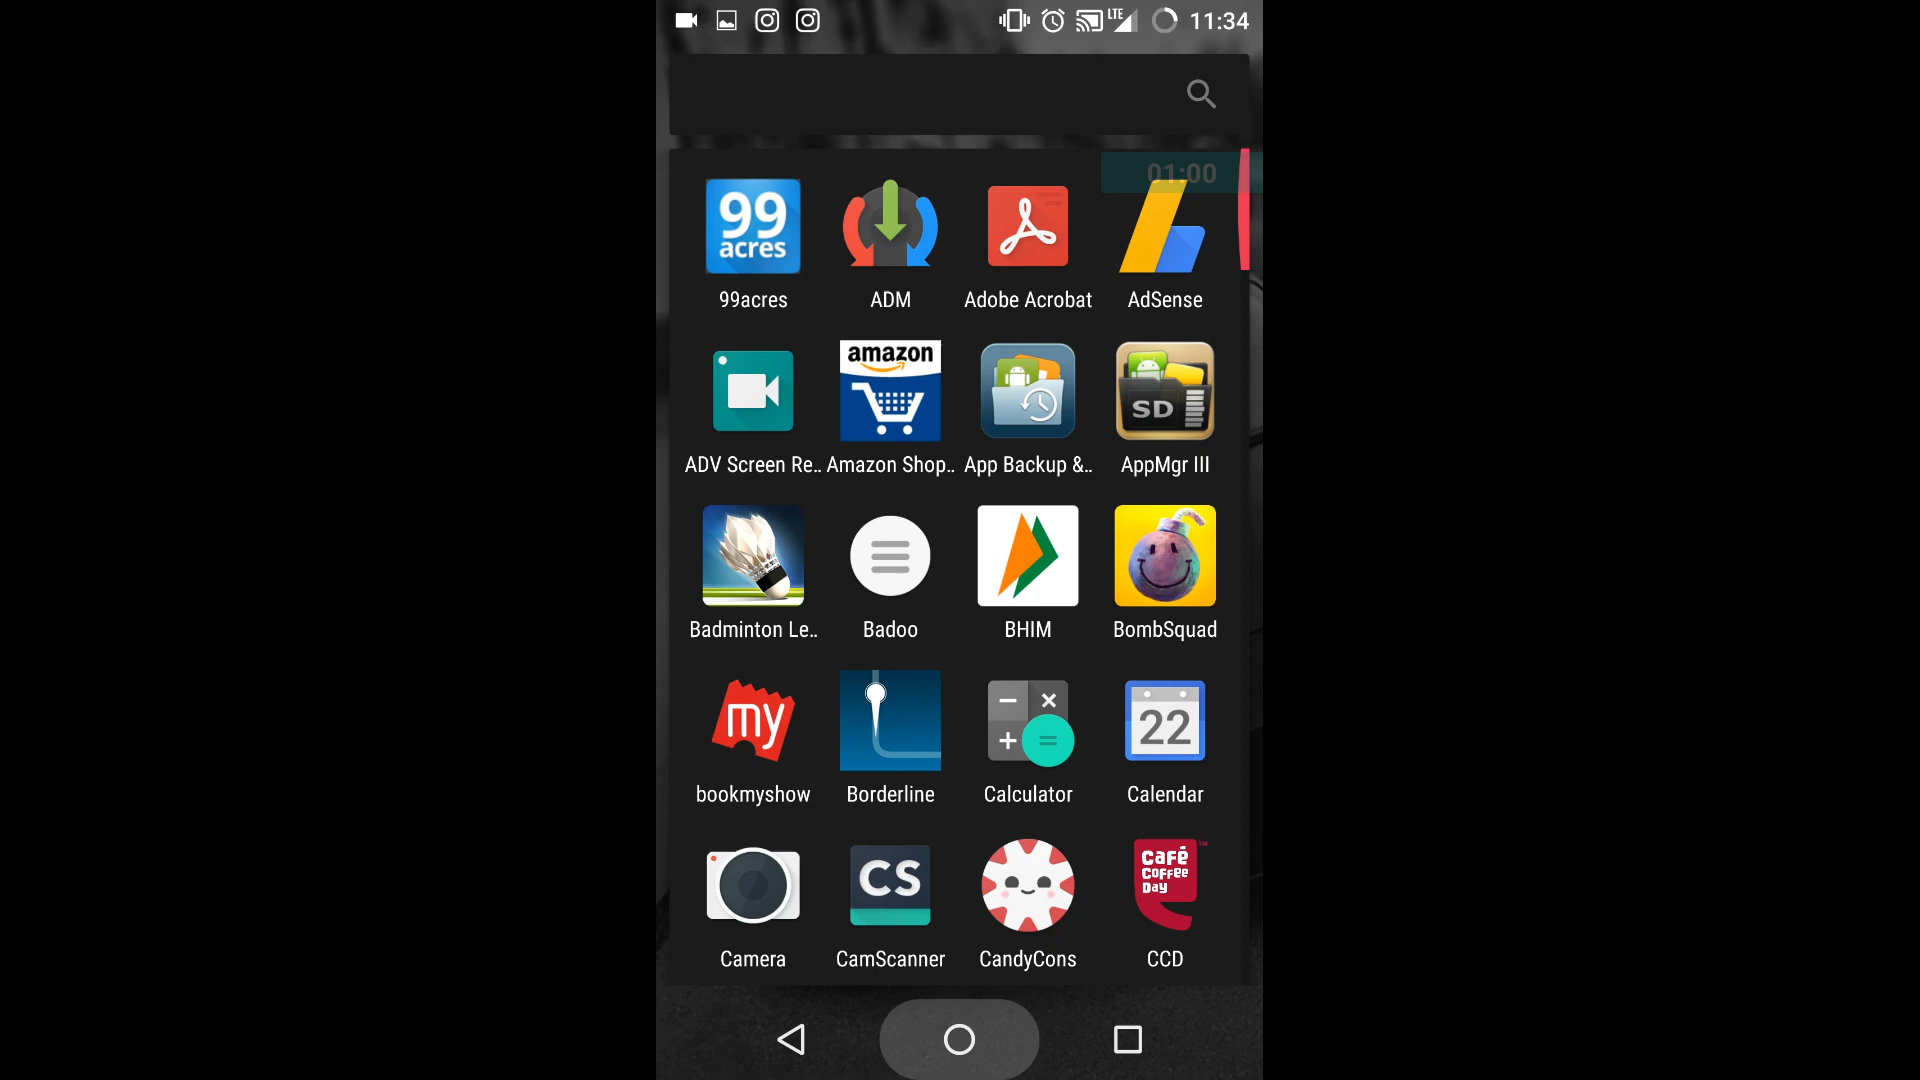 LTE 11:34
01:00
99
acres
99acres
ADM
Adobe Acrobat
AdSense
amazon
SD
ADV Screen Re..
Amazon Shop..
App Backup &..
AppMgr III
Badminton Le..
Badoo
BHIM
BombSquad
my
22
bookmyshow
Borderline
Calculator
Calendar
CS
Café
Coffee
Day
TM
Camera
CamScanner
CandyCons
CCD